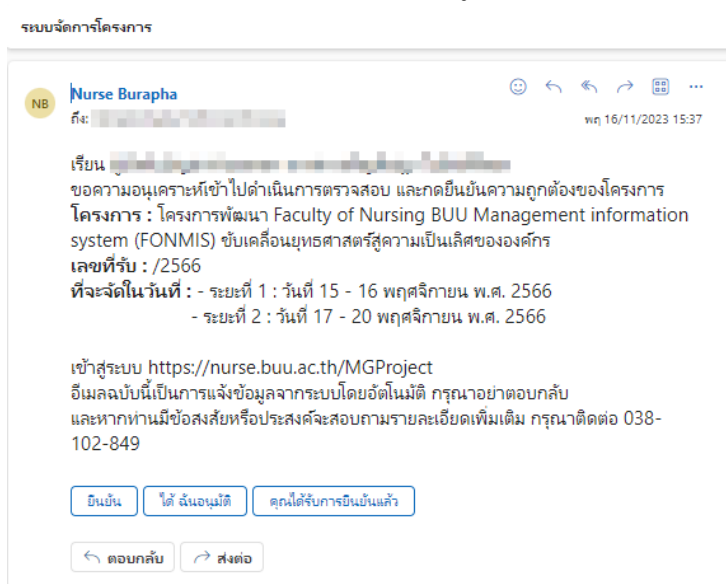 ระบบจัดการโครงการ
NB
Nurse Burapha
ถึง:
พฤ 16/11/2023 15:37
เรียน
ขอความอนุเคราะห์เข้าไปดำเนินการตรวจสอบ และกดยืนยันความถูกต้องของโครงการ
โครงการ : โครงการพัฒนา Faculty of Nursing BUU Management information
system (FONMIS) ขับเคลื่อนยุทธศาสตร์สู่ความเป็นเลิศขององค์กร
เลขที่รับ : /2566
ที่จะจัดในวันที่ : - ระยะที่ 1 : วันที่ 15 - 16 พฤศจิกายน พ.ศ. 2566
- ระยะที่ 2 : วันที่ 17 - 20 พฤศจิกายน พ.ศ. 2566
เข้าสู่ระบบ https://nurse.buu.ac.th/MGProject
อีเมลฉบับนี้เป็นการแจ้งข้อมูลจากระบบโดยอัตโนมัติ กรุณาอย่าตอบกลับ
และหากท่านมีข้อสงสัยหรือประสงค์จะสอบถามรายละเอียดเพิ่มเติม กรุณาติดต่อ 038-
102-849
ยืนยัน ได้ ฉันอนุมัติ คุณได้รับการยืนยันแล้ว
ตอบกลับ ส่งต่อ